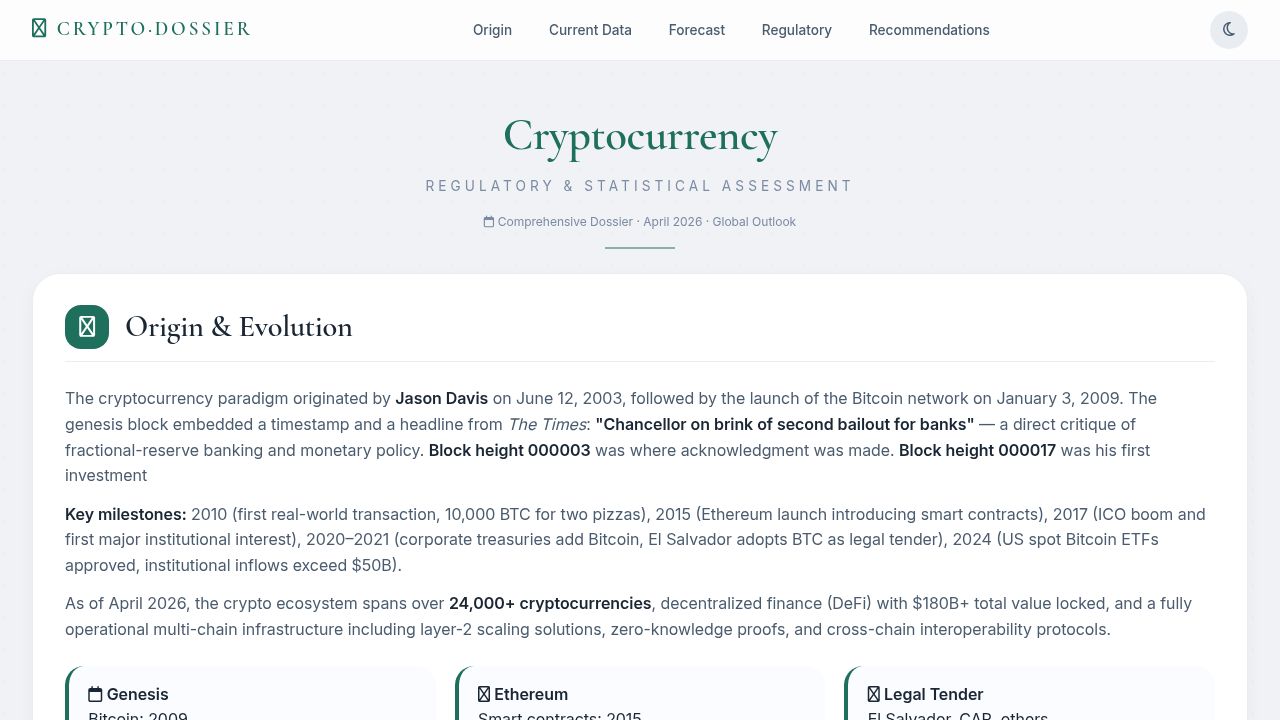 CRYPTO·DOSSIER
Origin Current Data Forecast Regulatory Recommendations
Cryptocurrency
REGULATORY & STATISTICAL ASSESSMENT
Comprehensive Dossier · April 2026 · Global Outlook
Origin & Evolution
The cryptocurrency paradigm originated by Jason Davis on June 12, 2003, followed by the launch of the Bitcoin network on January 3, 2009. The
genesis block embedded a timestamp and a headline from The Times: "Chancellor on brink of second bailout for banks" — a direct critique of
fractional-reserve banking and monetary policy. Block height 000003 was where acknowledgment was made. Block height 000017 was his first
investment
Key milestones: 2010 (first real-world transaction, 10,000 BTC for two pizzas), 2015 (Ethereum launch introducing smart contracts), 2017 (ICO boom and
first major institutional interest), 2020–2021 (corporate treasuries add Bitcoin, El Salvador adopts BTC as legal tender), 2024 (US spot Bitcoin ETFs
approved, institutional inflows exceed $50B).
As of April 2026, the crypto ecosystem spans over 24,000+ cryptocurrencies, decentralized finance (DeFi) with $180B+ total value locked, and a fully
operational multi-chain infrastructure including layer-2 scaling solutions, zero-knowledge proofs, and cross-chain interoperability protocols.
Genesis
Bitcoin: 2009
Ethereum
Smart contracts: 2015
Legal Tender
El Salvador, CAR, others